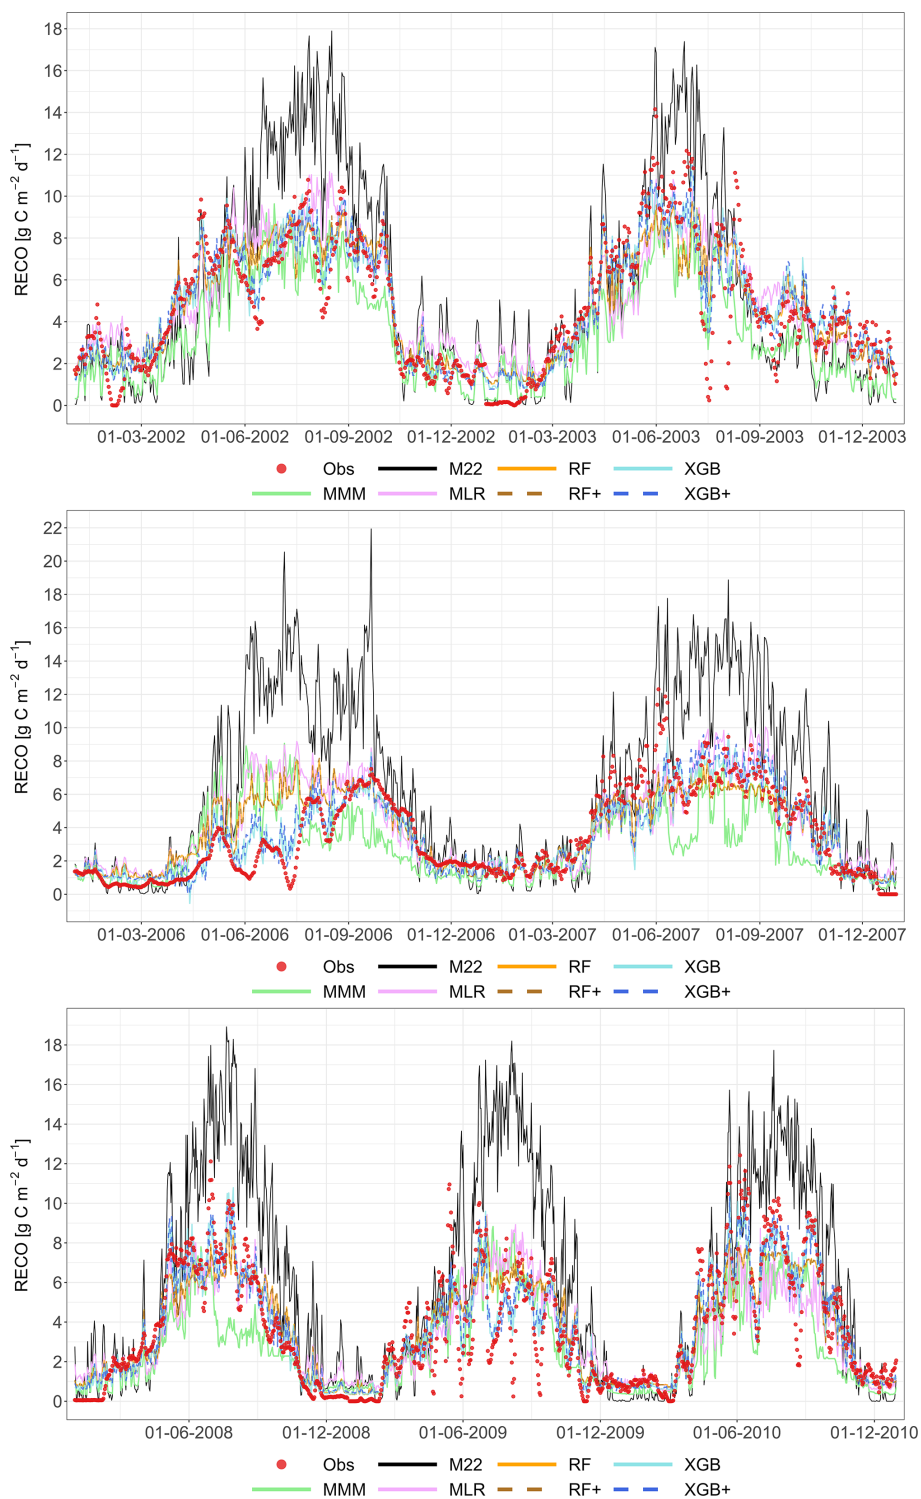 18
16
14
12
10
8
6
4
2
0
RECO [g C m⁻² d⁻¹]
01-03-2002 01-06-2002 01-09-2002 01-12-2002 01-03-2003 01-06-2003 01-09-2003 01-12-2003
Obs M22 RF XGB
MMM MLR RF+ XGB+
22
20
18
16
14
12
10
8
6
4
2
0
RECO [g C m⁻² d⁻¹]
01-03-2006 01-06-2006 01-09-2006 01-12-2006 01-03-2007 01-06-2007 01-09-2007 01-12-2007
Obs M22 RF XGB
MMM MLR RF+ XGB+
18
16
14
12
10
8
6
4
2
0
RECO [g C m⁻² d⁻¹]
01-06-2008 01-12-2008 01-06-2009 01-12-2009 01-06-2010 01-12-2010
Obs M22 RF XGB
MMM MLR RF+ XGB+